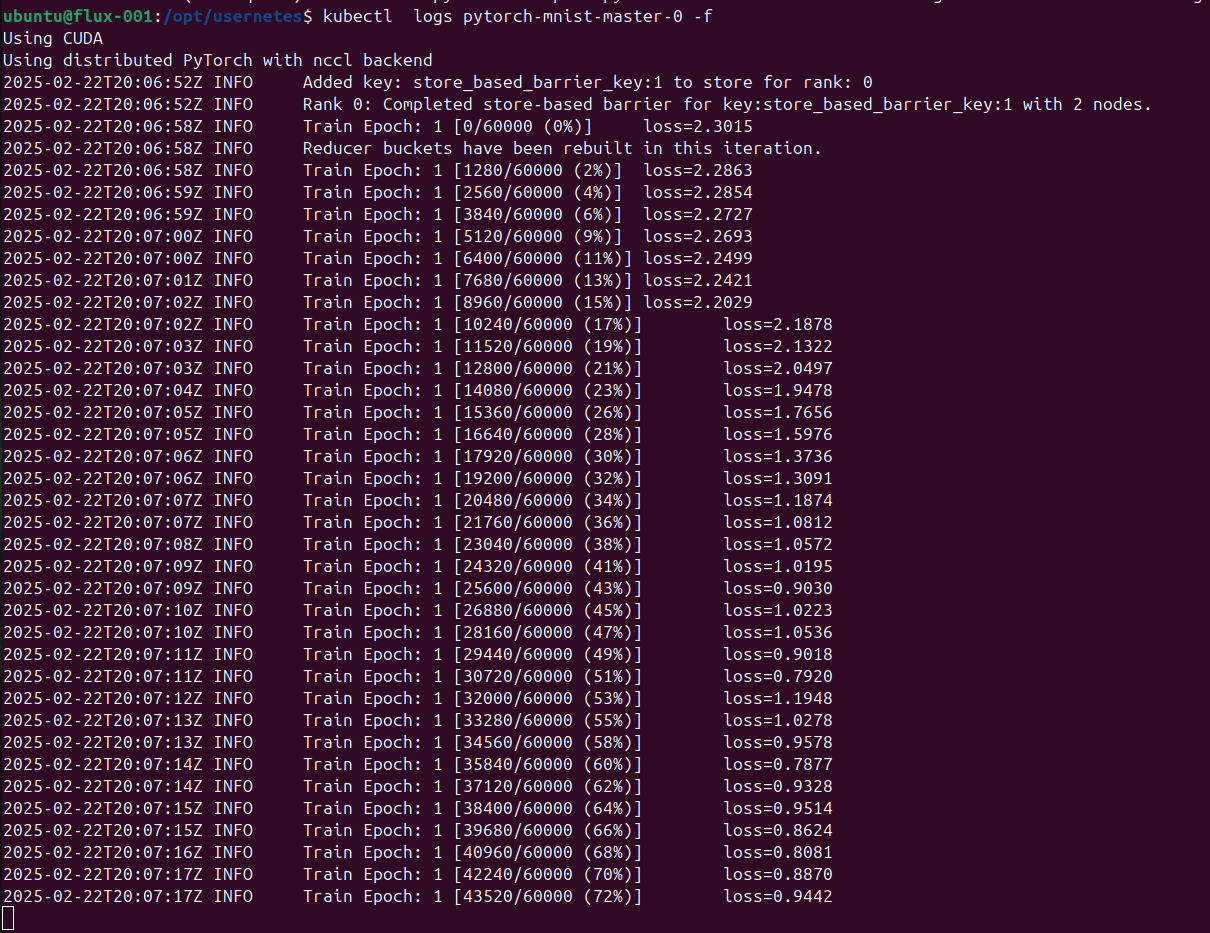 ubuntu@flux-001:/opt/usernetes$ kubectl  logs pytorch-mnist-master-0 -f
Using CUDA
Using distributed PyTorch with nccl backend
2025-02-22T20:06:52Z INFO     Added key: store_based_barrier_key:1 to store for rank: 0
2025-02-22T20:06:52Z INFO     Rank 0: Completed store-based barrier for key:store_based_barrier_key:1 with 2 nodes.
2025-02-22T20:06:58Z INFO     Train Epoch: 1 [0/60000 (0%)]     loss=2.3015
2025-02-22T20:06:58Z INFO     Reducer buckets have been rebuilt in this iteration.
2025-02-22T20:06:58Z INFO     Train Epoch: 1 [1280/60000 (2%)]  loss=2.2863
2025-02-22T20:06:59Z INFO     Train Epoch: 1 [2560/60000 (4%)]  loss=2.2854
2025-02-22T20:06:59Z INFO     Train Epoch: 1 [3840/60000 (6%)]  loss=2.2727
2025-02-22T20:07:00Z INFO     Train Epoch: 1 [5120/60000 (9%)]  loss=2.2693
2025-02-22T20:07:00Z INFO     Train Epoch: 1 [6400/60000 (11%)] loss=2.2499
2025-02-22T20:07:01Z INFO     Train Epoch: 1 [7680/60000 (13%)] loss=2.2421
2025-02-22T20:07:02Z INFO     Train Epoch: 1 [8960/60000 (15%)] loss=2.2029
2025-02-22T20:07:02Z INFO     Train Epoch: 1 [10240/60000 (17%)]        loss=2.1878
2025-02-22T20:07:03Z INFO     Train Epoch: 1 [11520/60000 (19%)]        loss=2.1322
2025-02-22T20:07:03Z INFO     Train Epoch: 1 [12800/60000 (21%)]        loss=2.0497
2025-02-22T20:07:04Z INFO     Train Epoch: 1 [14080/60000 (23%)]        loss=1.9478
2025-02-22T20:07:05Z INFO     Train Epoch: 1 [15360/60000 (26%)]        loss=1.7656
2025-02-22T20:07:05Z INFO     Train Epoch: 1 [16640/60000 (28%)]        loss=1.5976
2025-02-22T20:07:06Z INFO     Train Epoch: 1 [17920/60000 (30%)]        loss=1.3736
2025-02-22T20:07:06Z INFO     Train Epoch: 1 [19200/60000 (32%)]        loss=1.3091
2025-02-22T20:07:07Z INFO     Train Epoch: 1 [20480/60000 (34%)]        loss=1.1874
2025-02-22T20:07:07Z INFO     Train Epoch: 1 [21760/60000 (36%)]        loss=1.0812
2025-02-22T20:07:08Z INFO     Train Epoch: 1 [23040/60000 (38%)]        loss=1.0572
2025-02-22T20:07:09Z INFO     Train Epoch: 1 [24320/60000 (41%)]        loss=1.0195
2025-02-22T20:07:09Z INFO     Train Epoch: 1 [25600/60000 (43%)]        loss=0.9030
2025-02-22T20:07:10Z INFO     Train Epoch: 1 [26880/60000 (45%)]        loss=1.0223
2025-02-22T20:07:10Z INFO     Train Epoch: 1 [28160/60000 (47%)]        loss=1.0536
2025-02-22T20:07:11Z INFO     Train Epoch: 1 [29440/60000 (49%)]        loss=0.9018
2025-02-22T20:07:11Z INFO     Train Epoch: 1 [30720/60000 (51%)]        loss=0.7920
2025-02-22T20:07:12Z INFO     Train Epoch: 1 [32000/60000 (53%)]        loss=1.1948
2025-02-22T20:07:13Z INFO     Train Epoch: 1 [33280/60000 (55%)]        loss=1.0278
2025-02-22T20:07:13Z INFO     Train Epoch: 1 [34560/60000 (58%)]        loss=0.9578
2025-02-22T20:07:14Z INFO     Train Epoch: 1 [35840/60000 (60%)]        loss=0.7877
2025-02-22T20:07:14Z INFO     Train Epoch: 1 [37120/60000 (62%)]        loss=0.9328
2025-02-22T20:07:15Z INFO     Train Epoch: 1 [38400/60000 (64%)]        loss=0.9514
2025-02-22T20:07:15Z INFO     Train Epoch: 1 [39680/60000 (66%)]        loss=0.8624
2025-02-22T20:07:16Z INFO     Train Epoch: 1 [40960/60000 (68%)]        loss=0.8081
2025-02-22T20:07:17Z INFO     Train Epoch: 1 [42240/60000 (70%)]        loss=0.8870
2025-02-22T20:07:17Z INFO     Train Epoch: 1 [43520/60000 (72%)]        loss=0.9442